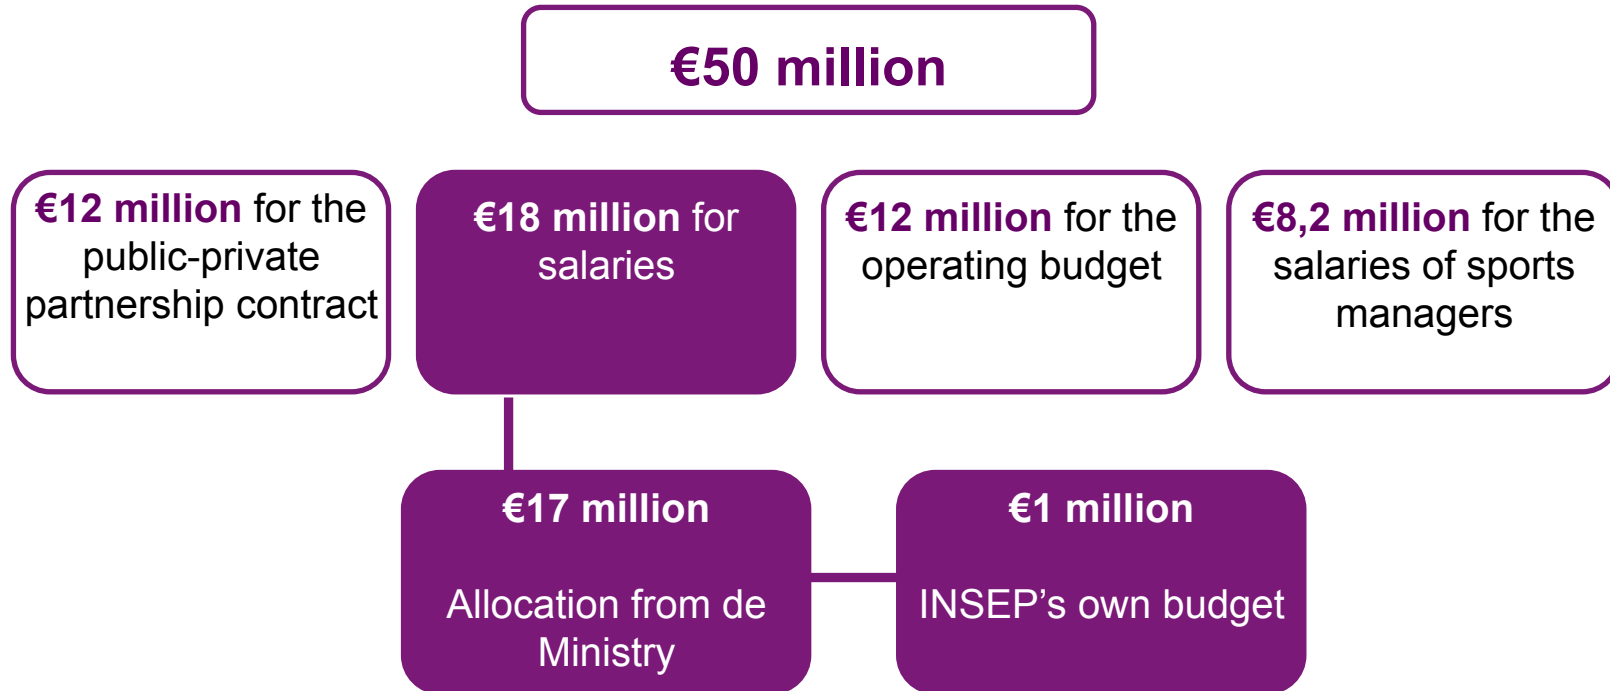 €50 million
€12 million for the
public-private
partnership contract
€18 million for
salaries
€12 million for the
operating budget
€8,2 million for the
salaries of sports
managers
€17 million
Allocation from de
Ministry
€1 million
INSEP’s own budget